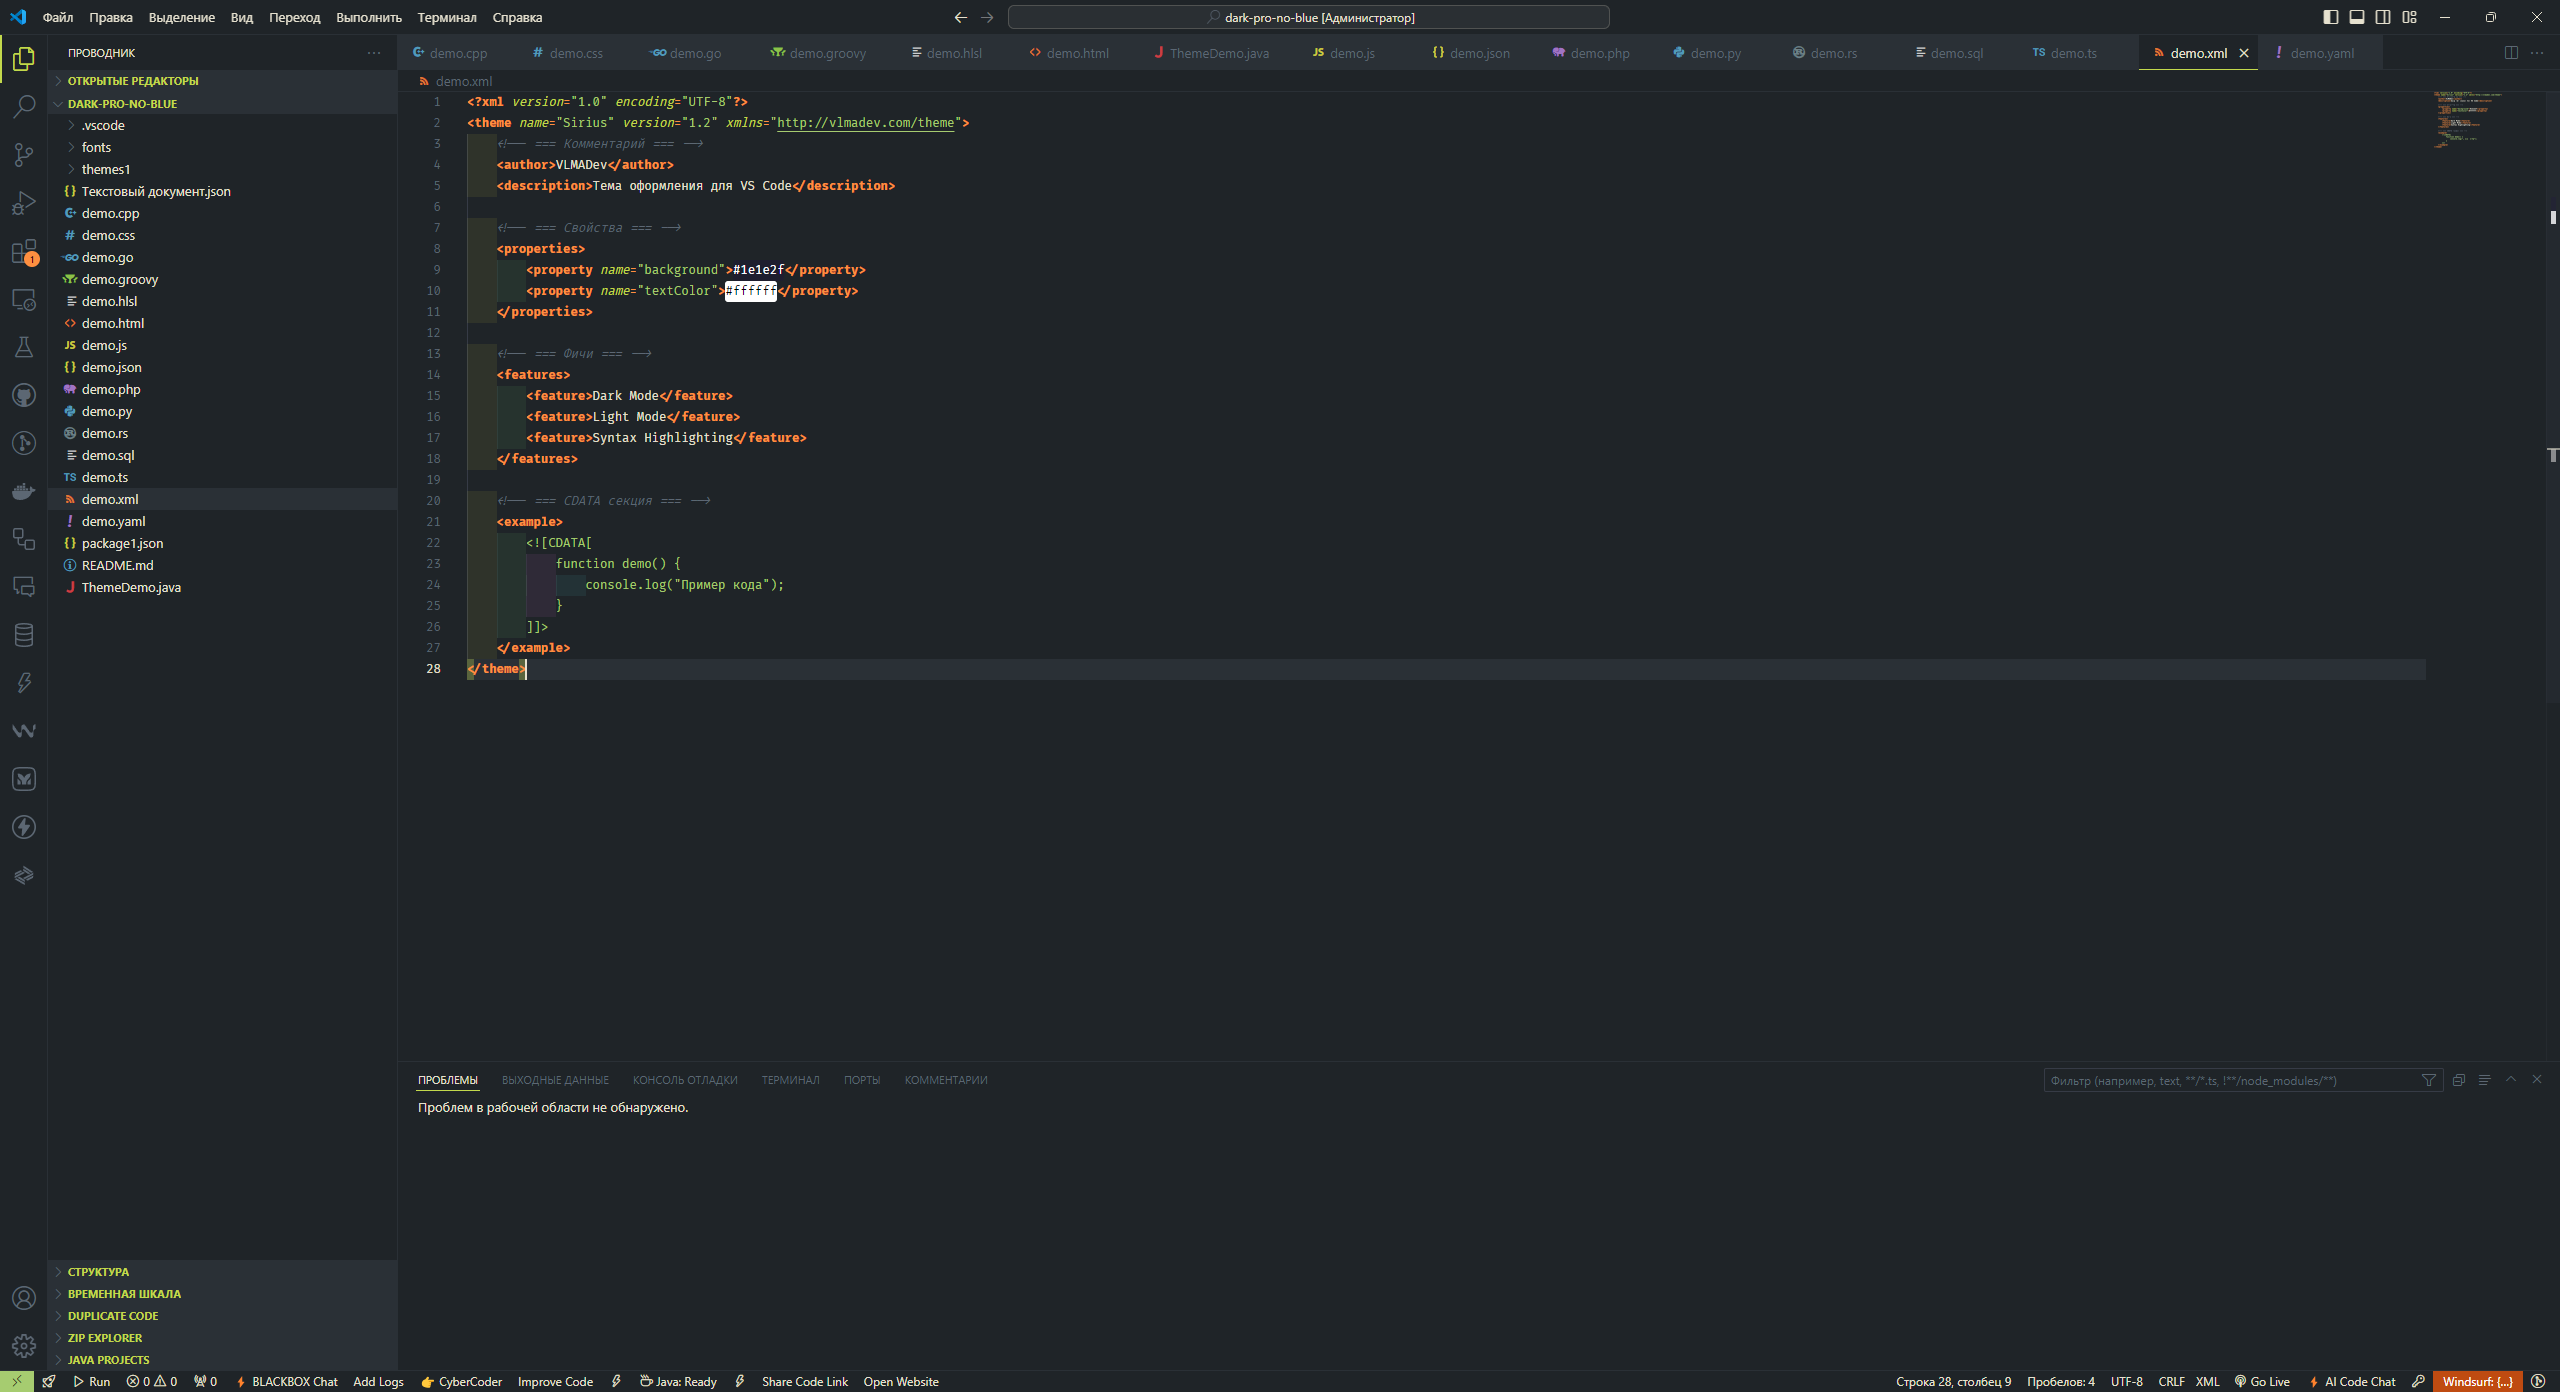 Файл Правка Выделение Вид Переход Выполнить Терминал Справка
dark-pro-no-blue [Администратор]
ПРОВОДНИК
ОТКРЫТЫЕ РЕДАКТОРЫ
DARK-PRO-NO-BLUE
.vscode
fonts
themes1
Текстовый документ.json
demo.cpp
demo.css
demo.go
demo.groovy
demo.hlsl
demo.html
demo.js
demo.json
demo.php
demo.py
demo.rs
demo.sql
demo.ts
demo.xml
demo.yaml
package1.json
README.md
ThemeDemo.java
СТРУКТУРА
ВРЕМЕННАЯ ШКАЛА
DUPLICATE CODE
ZIP EXPLORER
JAVA PROJECTS
demo.cpp demo.css demo.go demo.groovy demo.hlsl demo.html ThemeDemo.java demo.js demo.json demo.php demo.py demo.rs demo.sql demo.ts demo.xml demo.yaml
demo.xml
1 <?xml version="1.0" encoding="UTF-8"?>
2 <theme name="Sirius" version="1.2" xmlns="http://vlmadev.com/theme">
3 <!-- === Комментарий === -->
4 <author>VLMADev</author>
5 <description>Тема оформления для VS Code</description>
6
7 <!-- === Свойства === -->
8 <properties>
9 <property name="background">#1e1e2f</property>
10 <property name="textColor">#ffffff</property>
11 </properties>
12
13 <!-- === Фичи === -->
14 <features>
15 <feature>Dark Mode</feature>
16 <feature>Light Mode</feature>
17 <feature>Syntax Highlighting</feature>
18 </features>
19
20 <!-- === CDATA секция === -->
21 <example>
22 <![CDATA[
23 function demo() {
24 console.log("Пример кода");
25 }
26 ]]>
27 </example>
28 </theme>
ПРОБЛЕМЫ ВЫХОДНЫЕ ДАННЫЕ КОНСОЛЬ ОТЛАДКИ ТЕРМИНАЛ ПОРТЫ КОММЕНТАРИИ
Фильтр (например, text, **/*.ts, !**/node_modules/**)
Проблем в рабочей области не обнаружено.
Run 0 0 0 BLACKBOX Chat Add Logs CyberCoder Improve Code Java: Ready Share Code Link Open Website
Строка 28, столбец 9 Пробелов: 4 UTF-8 CRLF XML Go Live AI Code Chat Windsurf: {...}